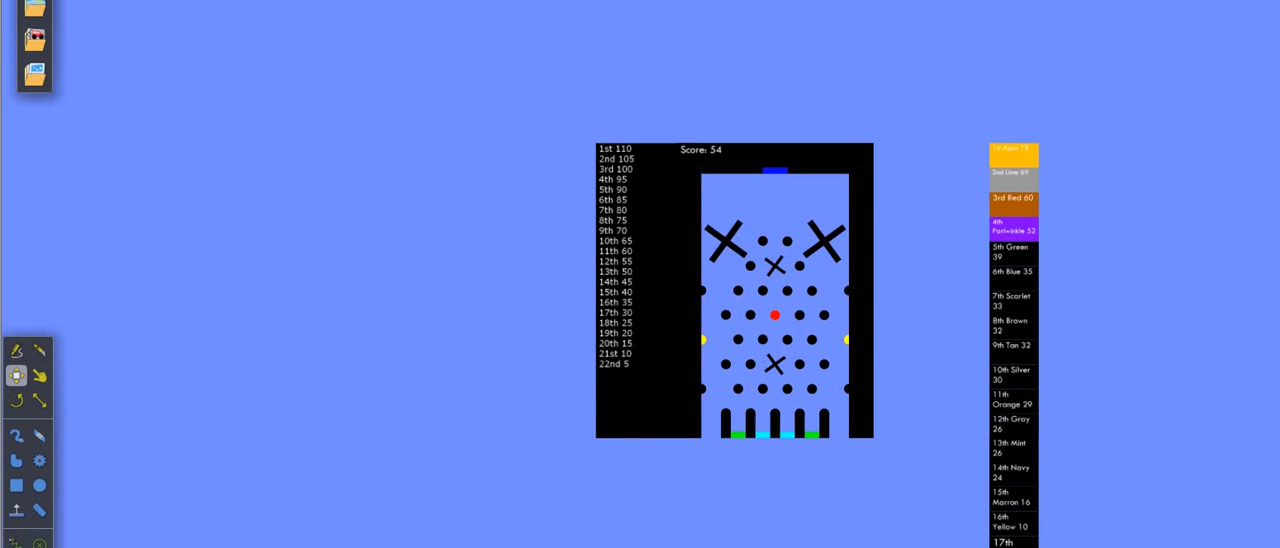 1st 110
2nd 105
3rd 100
4th 95
5th 90
6th 85
7th 80
8th 75
9th 70
10th 65
11th 60
12th 55
13th 50
14th 45
15th 40
16th 35
17th 30
18th 25
19th 20
20th 15
21st 10
22nd 5
Score: 54
2nd Lime 69
3rd Red 60
4th
Periwinkle 52
5th Green
39
6th Blue 35
7th Scarlet
33
8th Brown
32
9th Tan 32
10th Silver
30
11th
Orange 29
12th Gray
26
13th Mint
26
14th Navy
24
15th
Marron 16
16th
Yellow 10
17th